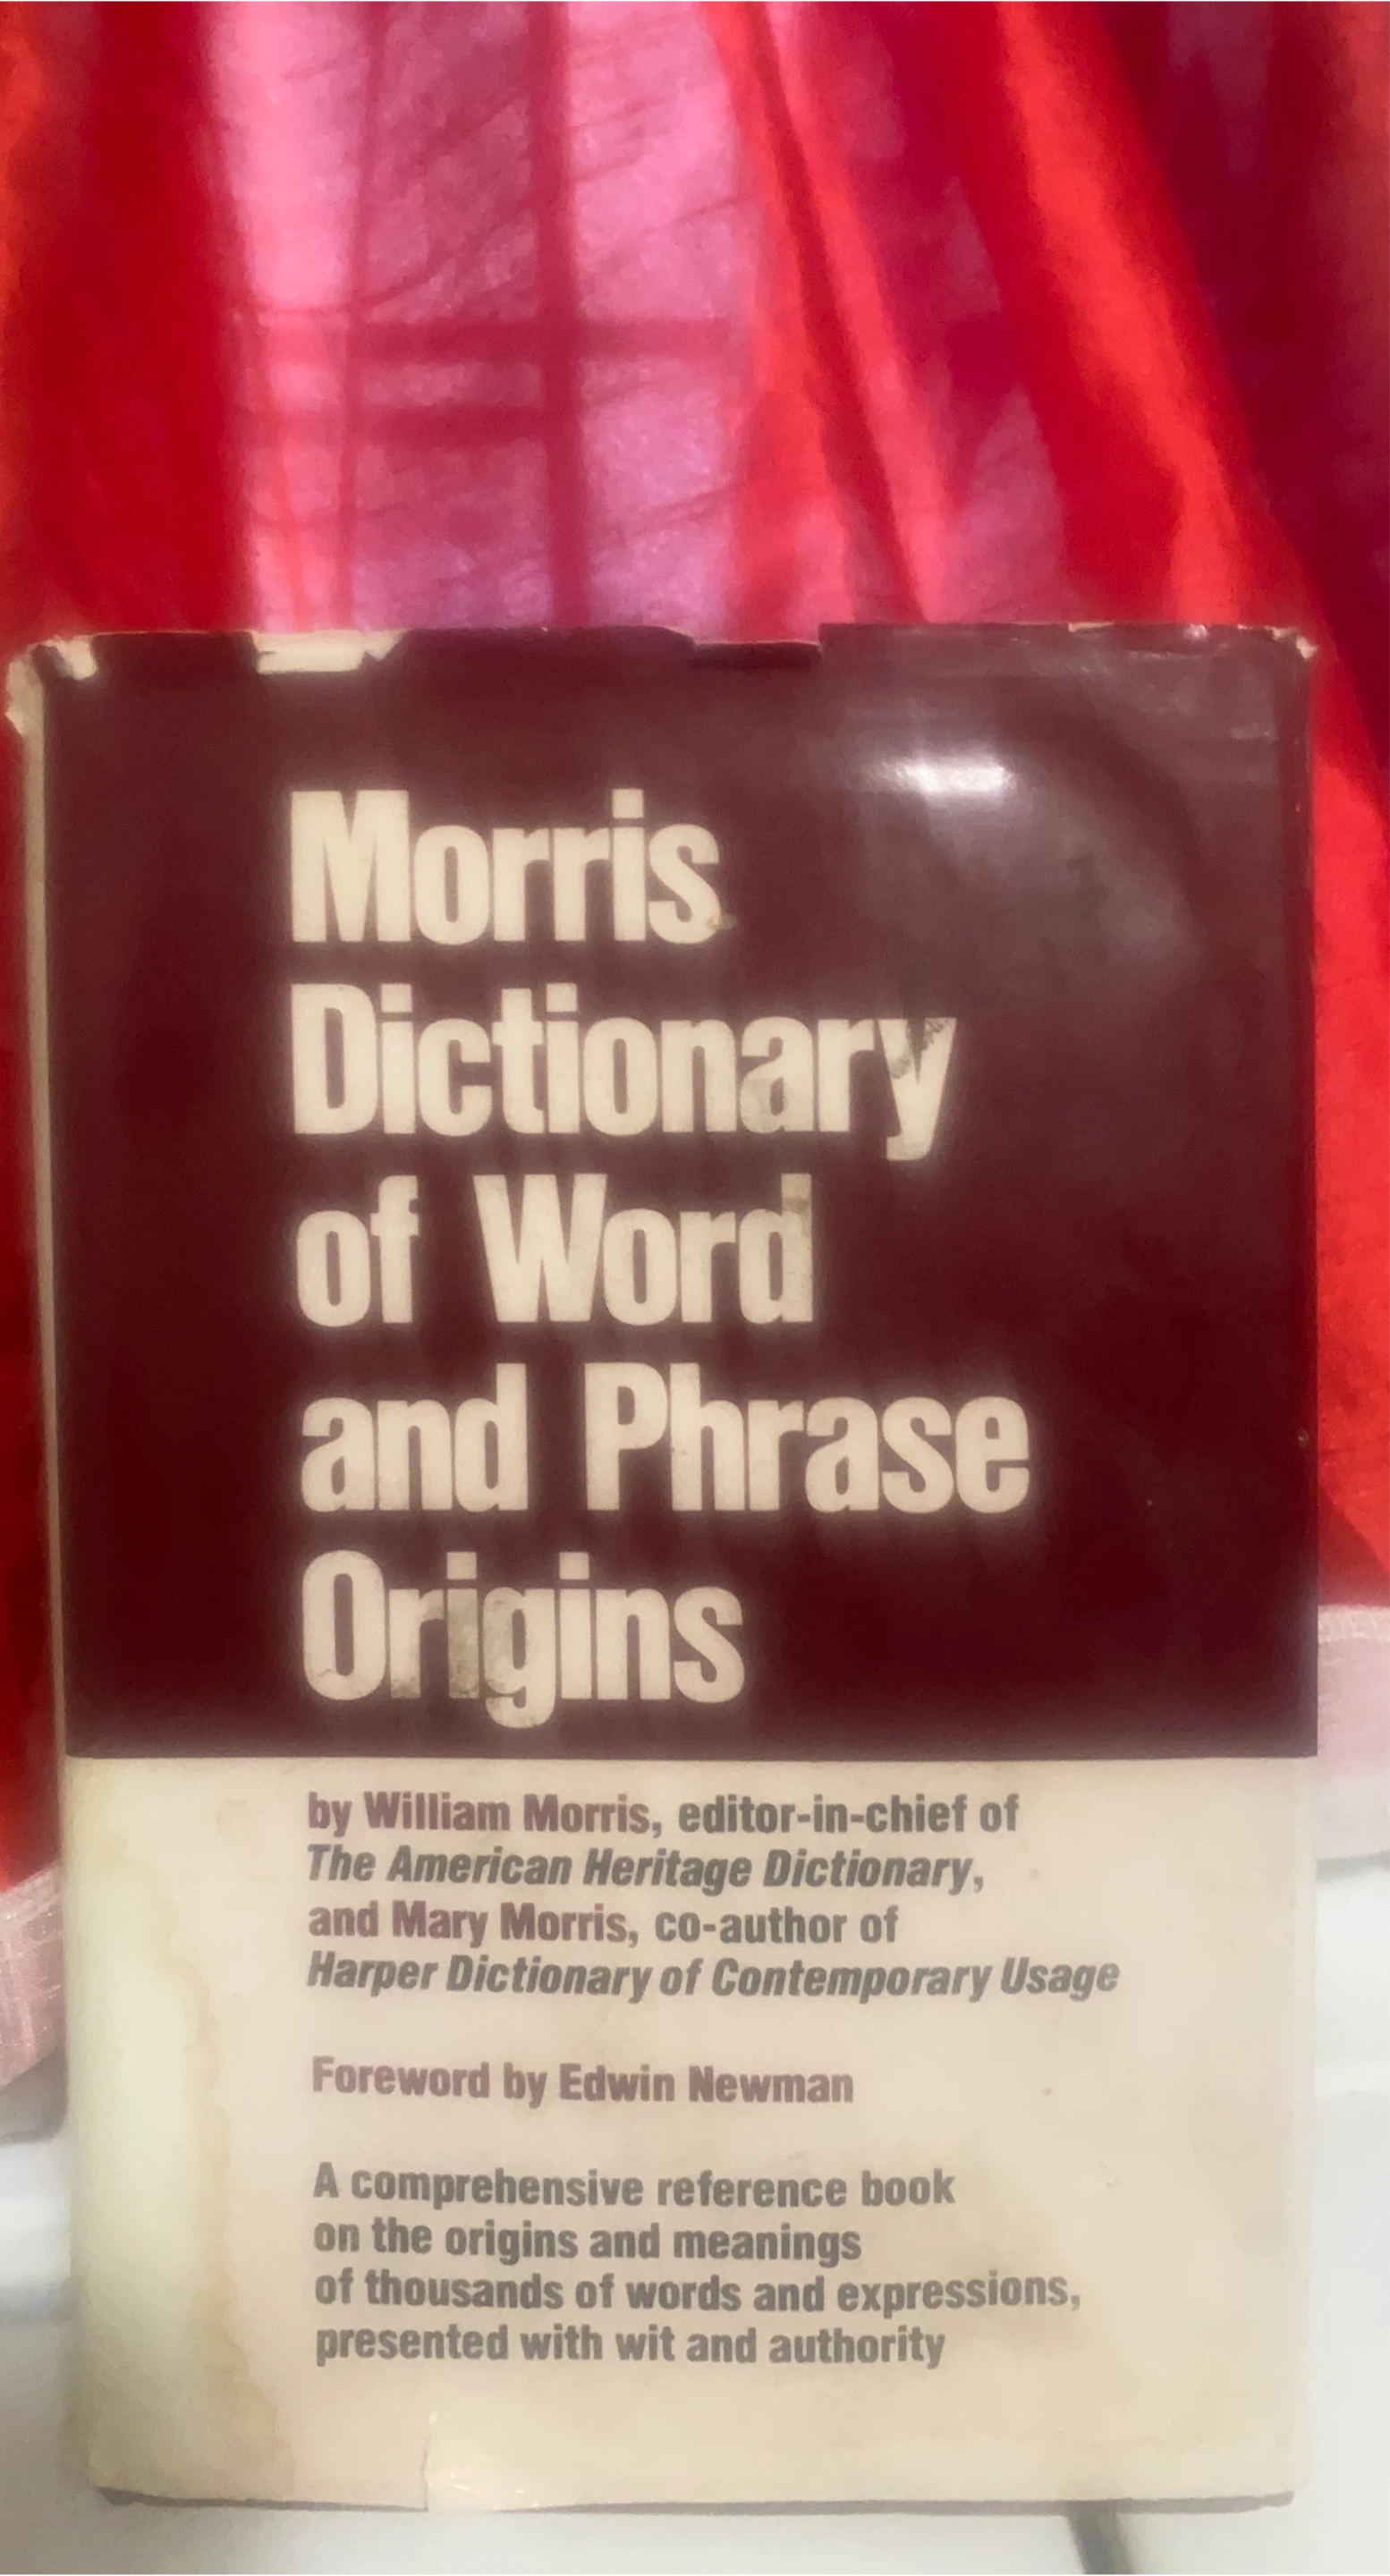 Morris
Dictionary
of Word
and Phrase
Origins
by William Morris, editor-in-chief of
The American Heritage Dictionary,
and Mary Morris, co-author of
Harper Dictionary of Contemporary Usage
Foreword by Edwin Newman
A comprehensive reference book
on the origins and meanings
of thousands of words and expressions,
presented with wit and authority